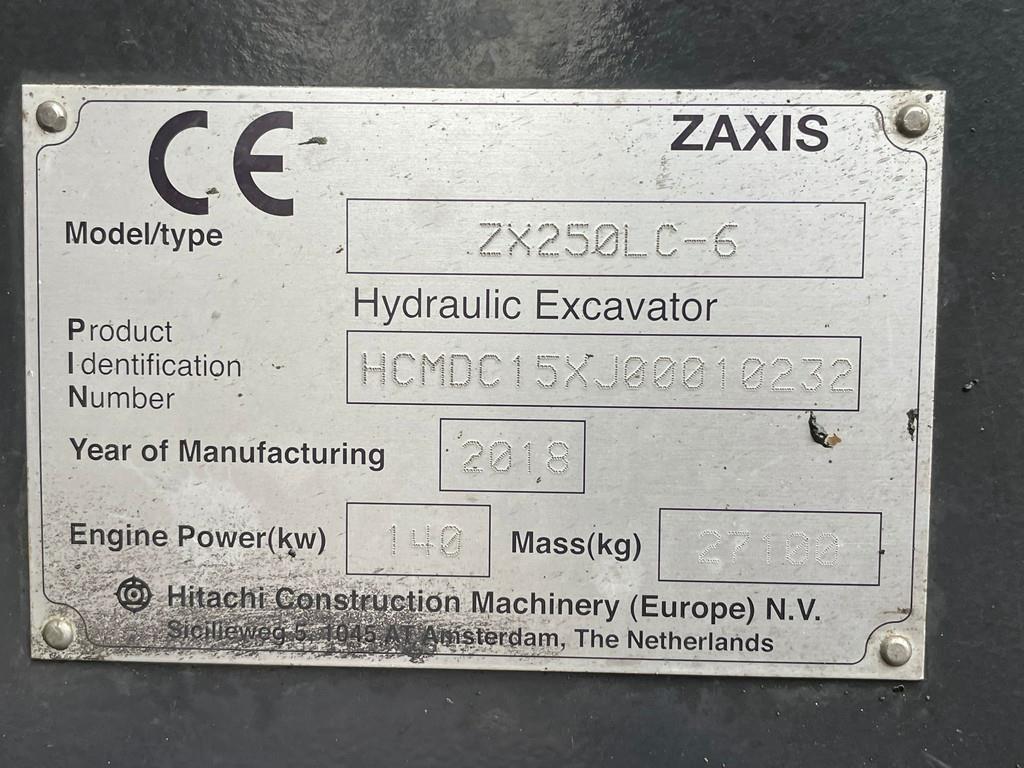 CE ZAXIS
Model/type ZX250LC-6
Hydraulic Excavator
Product
Identification HCMDC15XJ00010232
Number
Year of Manufacturing 2018
Engine Power(kw) 140 Mass(kg) 27100
Hitachi Construction Machinery (Europe) N.V.
Sicilieweg 5, 1045 AT Amsterdam, The Netherlands